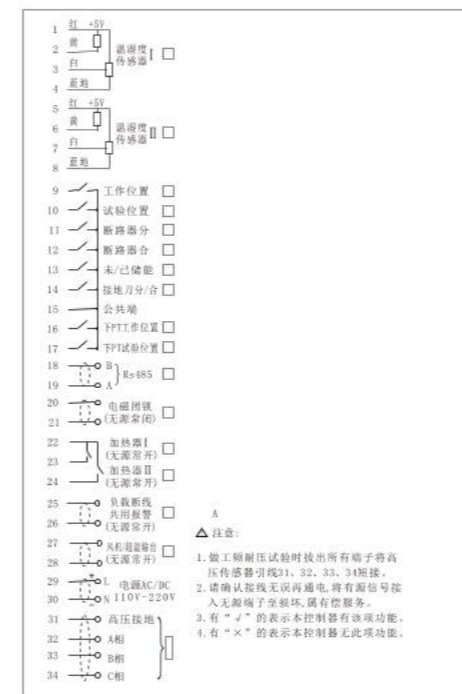 1 红 +5V
2 黄
3 白
4 蓝地
温湿度
传感器 I
5 红 +5V
6 黄
7 白
8 蓝地
温湿度
传感器 II
9 工作位置
10 试验位置
11 断路器分
12 断路器合
13 未/已储能
14 接地刀分/合
15 公共端
16 下PT工作位置
17 下PT试验位置
18 B
19 A
Rs485
20
21
电磁闭锁
(无源常闭)
22
23
24
加热器I
(无源常开)
加热器II
(无源常开)
25
26
负载断线
共用报警
(无源常开)
27
28
风机/超温输出
(无源常开)
29 L
30 N
电源AC/DC
110V-220V
31 高压接地
32 A相
33 B相
34 C相
A
注意:
1.做工频耐压试验时拔出所有端子将高
压传感器引线31、32、33、34短接。
2.请确认接线无误再通电,将有源信号接
入无源端子至损坏,属有偿服务。
3.有“√”的表示本控制器有该项功能。
4.有“×”的表示本控制器无此项功能。